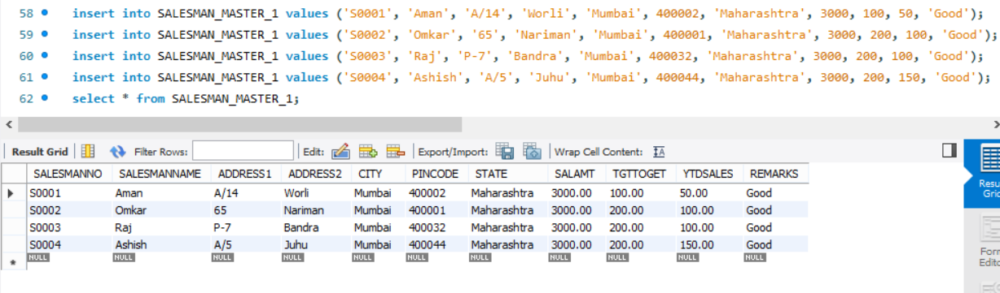 58 insert into SALESMAN_MASTER_1 values ('S0001', 'Aman', 'A/14', 'Worli', 'Mumbai', 400002, 'Maharashtra', 3000, 100, 50, 'Good');
59 insert into SALESMAN_MASTER_1 values ('S0002', 'Omkar', '65', 'Nariman', 'Mumbai', 400001, 'Maharashtra', 3000, 200, 100, 'Good');
60 insert into SALESMAN_MASTER_1 values ('S0003', 'Raj', 'P-7', 'Bandra', 'Mumbai', 400032, 'Maharashtra', 3000, 200, 100, 'Good');
61 insert into SALESMAN_MASTER_1 values ('S0004', 'Ashish', 'A/5', 'Juhu', 'Mumbai', 400044, 'Maharashtra', 3000, 200, 150, 'Good');
62 select * from SALESMAN_MASTER_1;
Result Grid Filter Rows: Edit: Export/Import: Wrap Cell Content: IA
SALESMANNO SALESMANNAME ADDRESS1 ADDRESS2 CITY PINCODE STATE SALAMT TGTTOGET YTDSALES REMARKS
S0001 Aman A/14 Worli Mumbai 400002 Maharashtra 3000.00 100.00 50.00 Good
S0002 Omkar 65 Nariman Mumbai 400001 Maharashtra 3000.00 200.00 100.00 Good
S0003 Raj P-7 Bandra Mumbai 400032 Maharashtra 3000.00 200.00 100.00 Good
S0004 Ashish A/5 Juhu Mumbai 400044 Maharashtra 3000.00 200.00 150.00 Good
* NULL NULL NULL NULL NULL NULL NULL NULL NULL NULL NULL